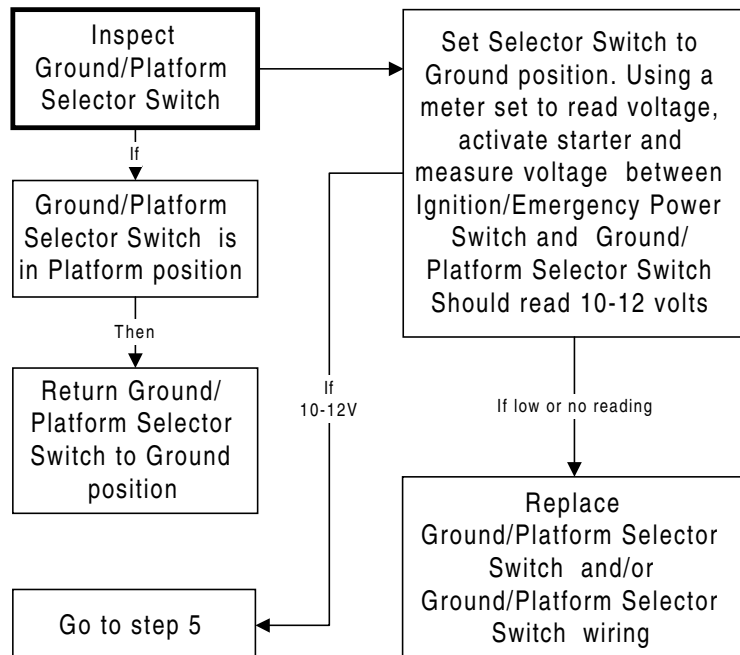 Inspect
Ground/Platform
Selector Switch
If
Ground/Platform
Selector Switch is
in Platform position
Then
Return Ground/
Platform Selector
Switch to Ground
position
Set Selector Switch to
Ground position. Using a
meter set to read voltage,
activate starter and
measure voltage between
Ignition/Emergency Power
Switch and Ground/
Platform Selector Switch
Should read 10-12 volts
If
10-12V
If low or no reading
Go to step 5
Replace
Ground/Platform Selector
Switch and/or
Ground/Platform Selector
Switch wiring